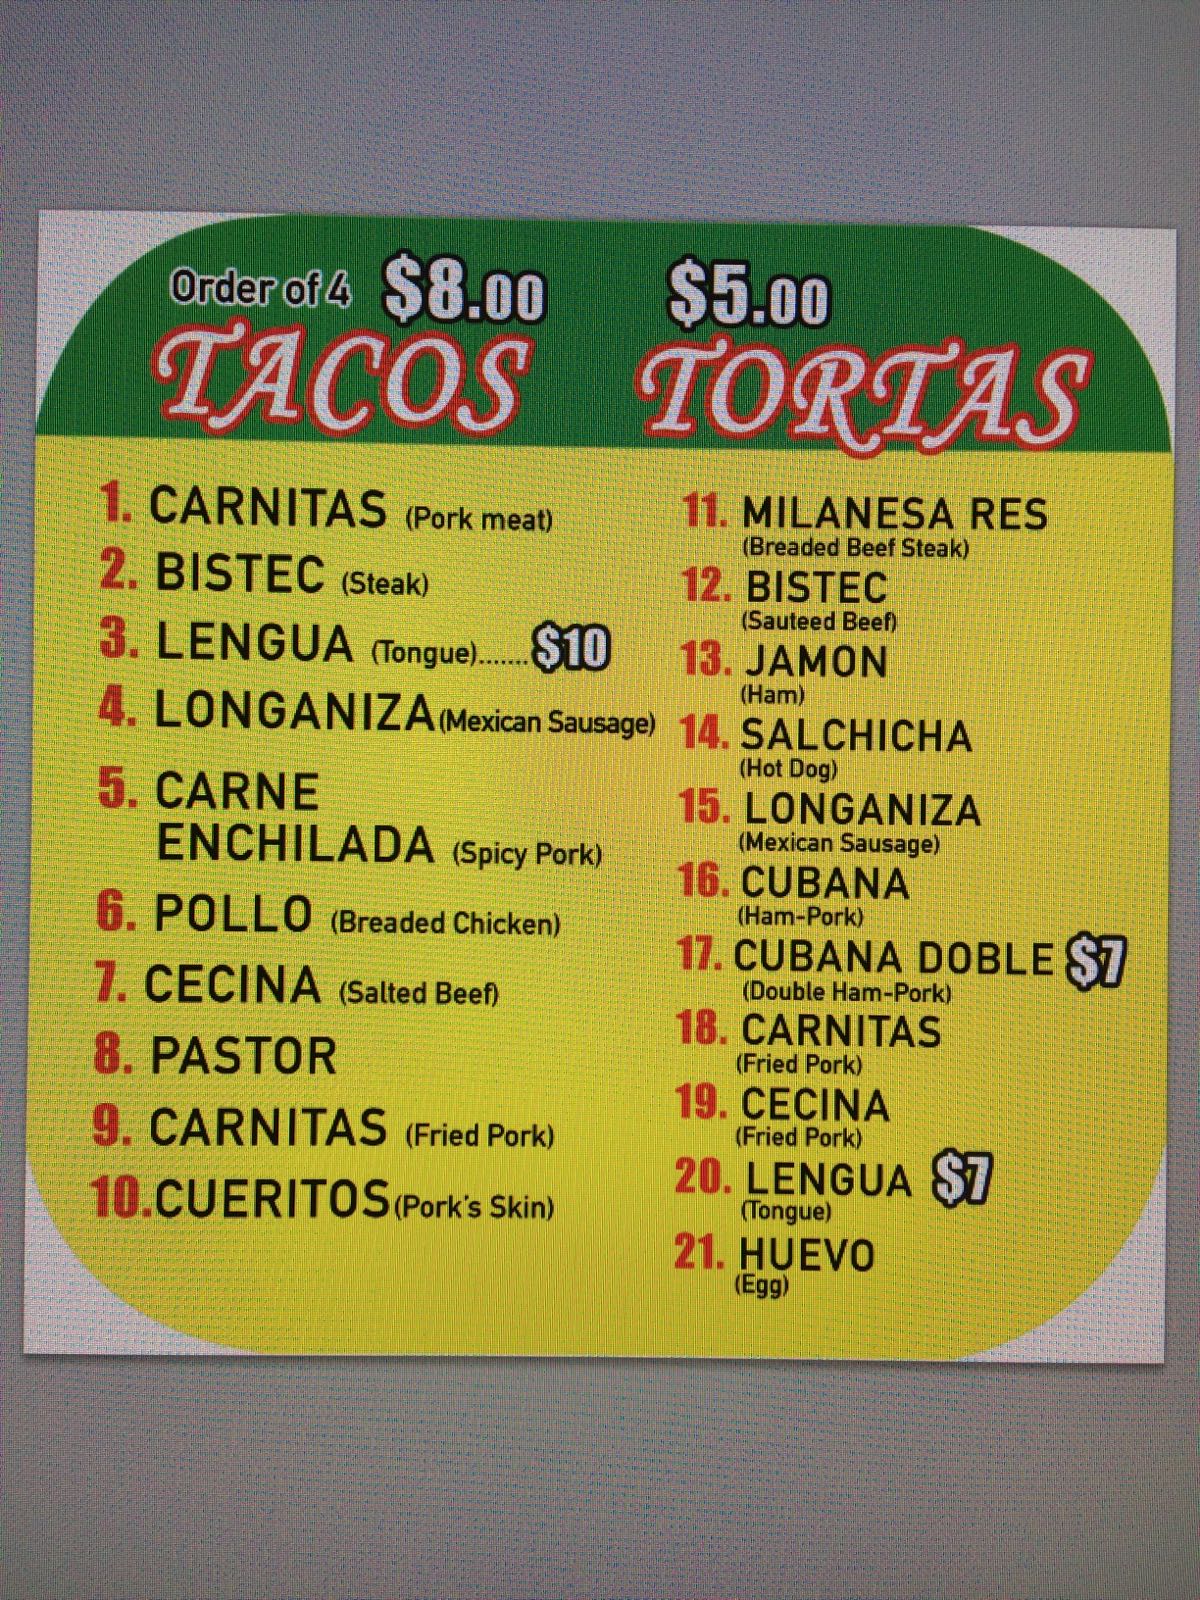 Order of 4 $8.00
TACOS
1. CARNITAS (Pork meat)
2. BISTEC (Steak)
3. LENGUA (Tongue).......$10
4. LONGANIZA (Mexican Sausage)
5. CARNE
ENCHILADA (Spicy Pork)
6. POLLO (Breaded Chicken)
7. CECINA (Salted Beef)
8. PASTOR
9. CARNITAS (Fried Pork)
10. CUERITOS (Pork's Skin)
$5.00
TORTAS
11. MILANESA RES
(Breaded Beef Steak)
12. BISTEC
(Sauteed Beef)
13. JAMON
(Ham)
14. SALCHICHA
(Hot Dog)
15. LONGANIZA
(Mexican Sausage)
16. CUBANA
(Ham-Pork)
17. CUBANA DOBLE $7
(Double Ham-Pork)
18. CARNITAS
(Fried Pork)
19. CECINA
(Fried Pork)
20. LENGUA $7
(Tongue)
21. HUEVO
(Egg)